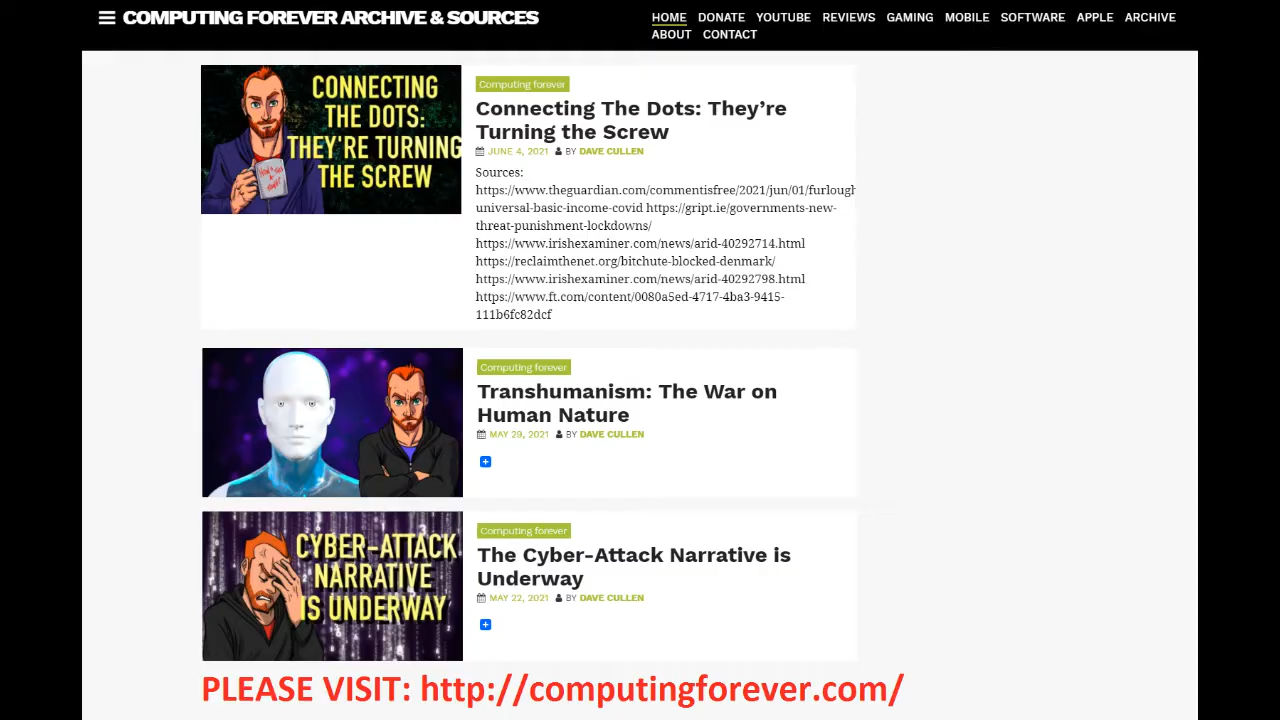 COMPUTING FOREVER ARCHIVE & SOURCES
HOME DONATE YOUTUBE REVIEWS GAMING MOBILE SOFTWARE APPLE ARCHIVE
ABOUT CONTACT
CONNECTING
THE DOTS:
THEY'RE TURNING
THE SCREW
Computing forever
Connecting The Dots: They’re
Turning the Screw
JUNE 4, 2021 BY DAVE CULLEN
Sources:
https://www.theguardian.com/commentisfree/2021/jun/01/furlough
universal-basic-income-covid https://gript.ie/governments-new-
threat-punishment-lockdowns/
https://www.irishexaminer.com/news/arid-40292714.html
https://reclaimthenet.org/bitchute-blocked-denmark/
https://www.irishexaminer.com/news/arid-40292798.html
https://www.ft.com/content/0080a5ed-4717-4ba3-9415-
111b6fc82dcf
Computing forever
Transhumanism: The War on
Human Nature
MAY 29, 2021 BY DAVE CULLEN
CYBER-ATTACK
NARRATIVE
IS UNDERWAY
Computing forever
The Cyber-Attack Narrative is
Underway
MAY 22, 2021 BY DAVE CULLEN
PLEASE VISIT: http://computingforever.com/